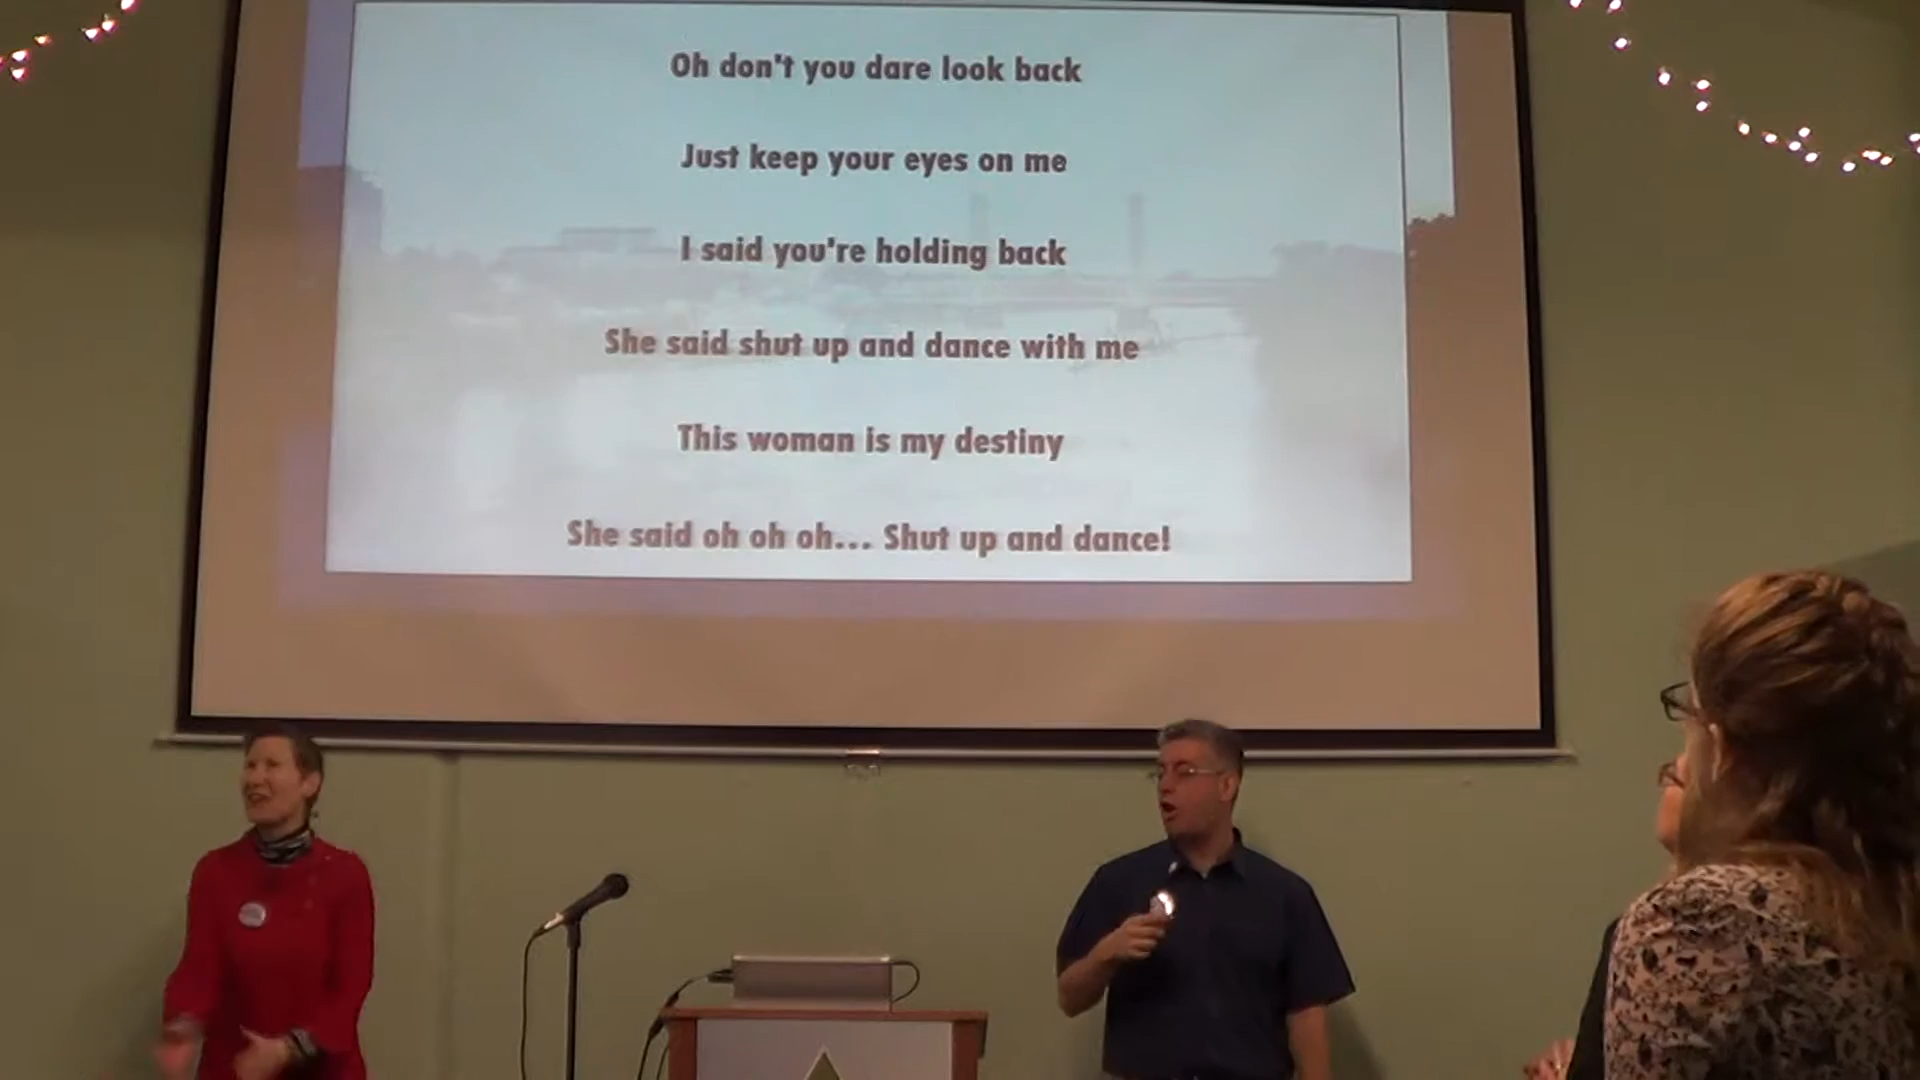 Oh don't you dare look back
Just keep your eyes on me
I said you're holding back
She said shut up and dance with me
This woman is my destiny
She said oh oh oh... Shut up and dance!